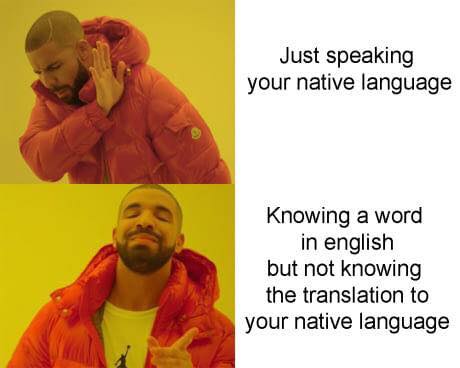 Just speaking
your native language
Knowing a word
in english
but not knowing
the translation to
your native language